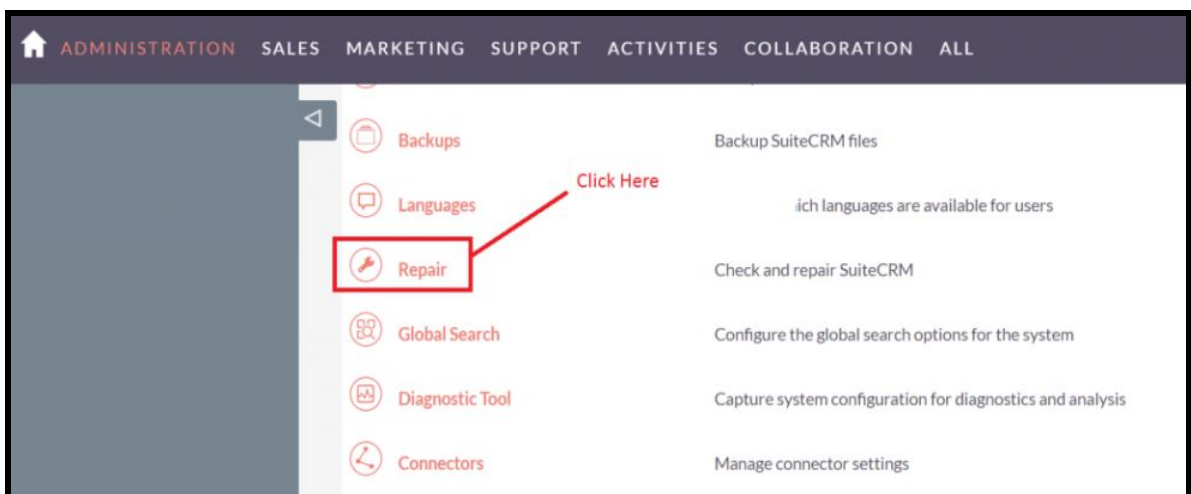 ADMINISTRATION SALES MARKETING SUPPORT ACTIVITIES COLLABORATION ALL
Backups Backup SuiteCRM files
Click Here
Languages ich languages are available for users
Repair Check and repair SuiteCRM
Global Search Configure the global search options for the system
Diagnostic Tool Capture system configuration for diagnostics and analysis
Connectors Manage connector settings